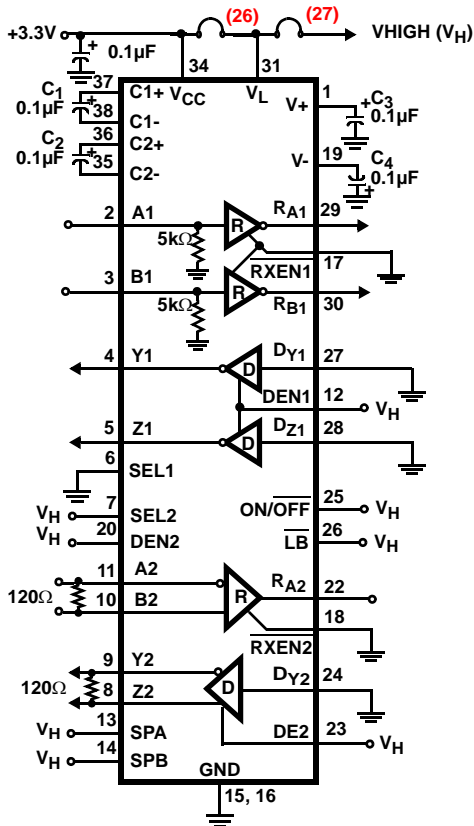 (26) (27)
+3.3V VHIGH (VH)
+ 0.1µF
34 31
C1 0.1µF + 37 C1+ VCC VL V+ 1 + C3 0.1µF
38 C1-
C2 0.1µF + 36 C2+
35 C2- V- 19 C4 0.1µF +
2 A1 R RA1 29
5kΩ RXEN1 17
3 B1 R RB1 30
5kΩ
4 Y1 D DY1 27
DEN1 12 VH
5 Z1 D DZ1 28
6 SEL1
VH 7 SEL2 ON/OFF 25 VH
VH 20 DEN2 LB 26 VH
11 A2 R RA2 22
120Ω
10 B2 18
RXEN2
9 Y2 D DY2 24
120Ω
8 Z2
VH 13 SPA DE2 23 VH
VH 14 SPB
GND
15, 16